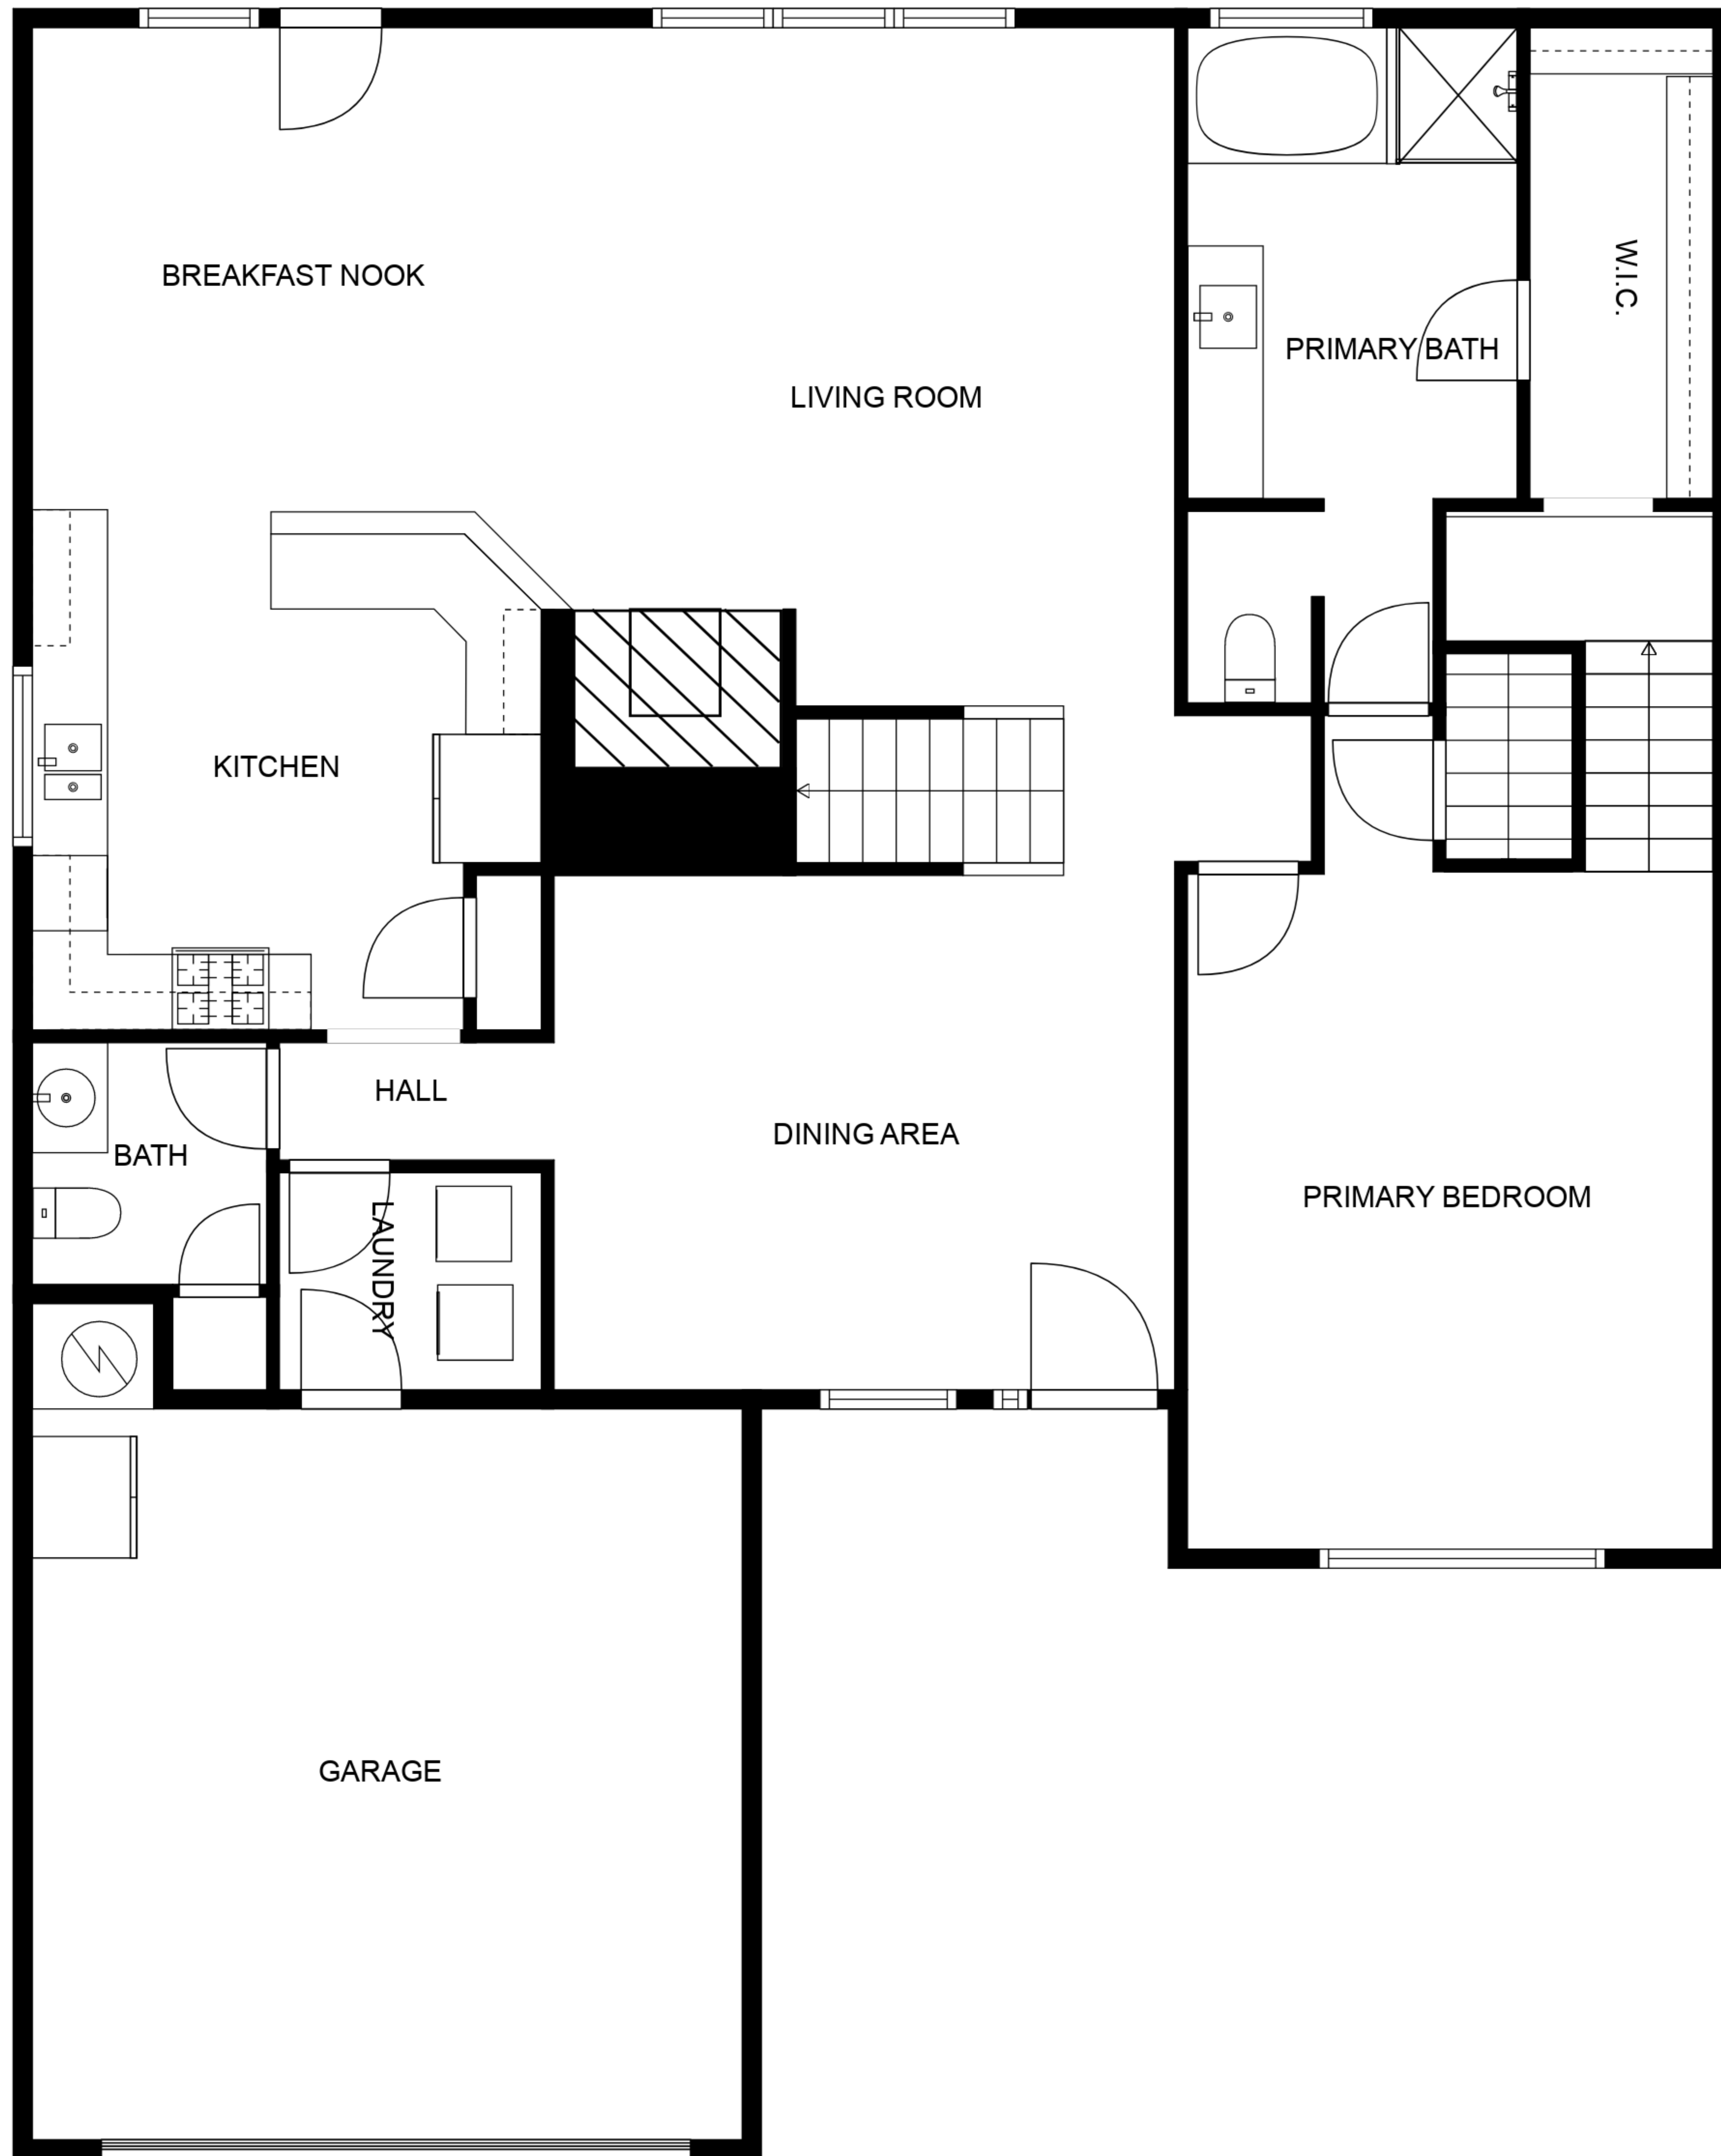 BREAKFAST NOOK
W.I.C.
PRIMARY BATH
LIVING ROOM
KITCHEN
HALL
DINING AREA
BATH
PRIMARY BEDROOM
LAUNDRY
GARAGE